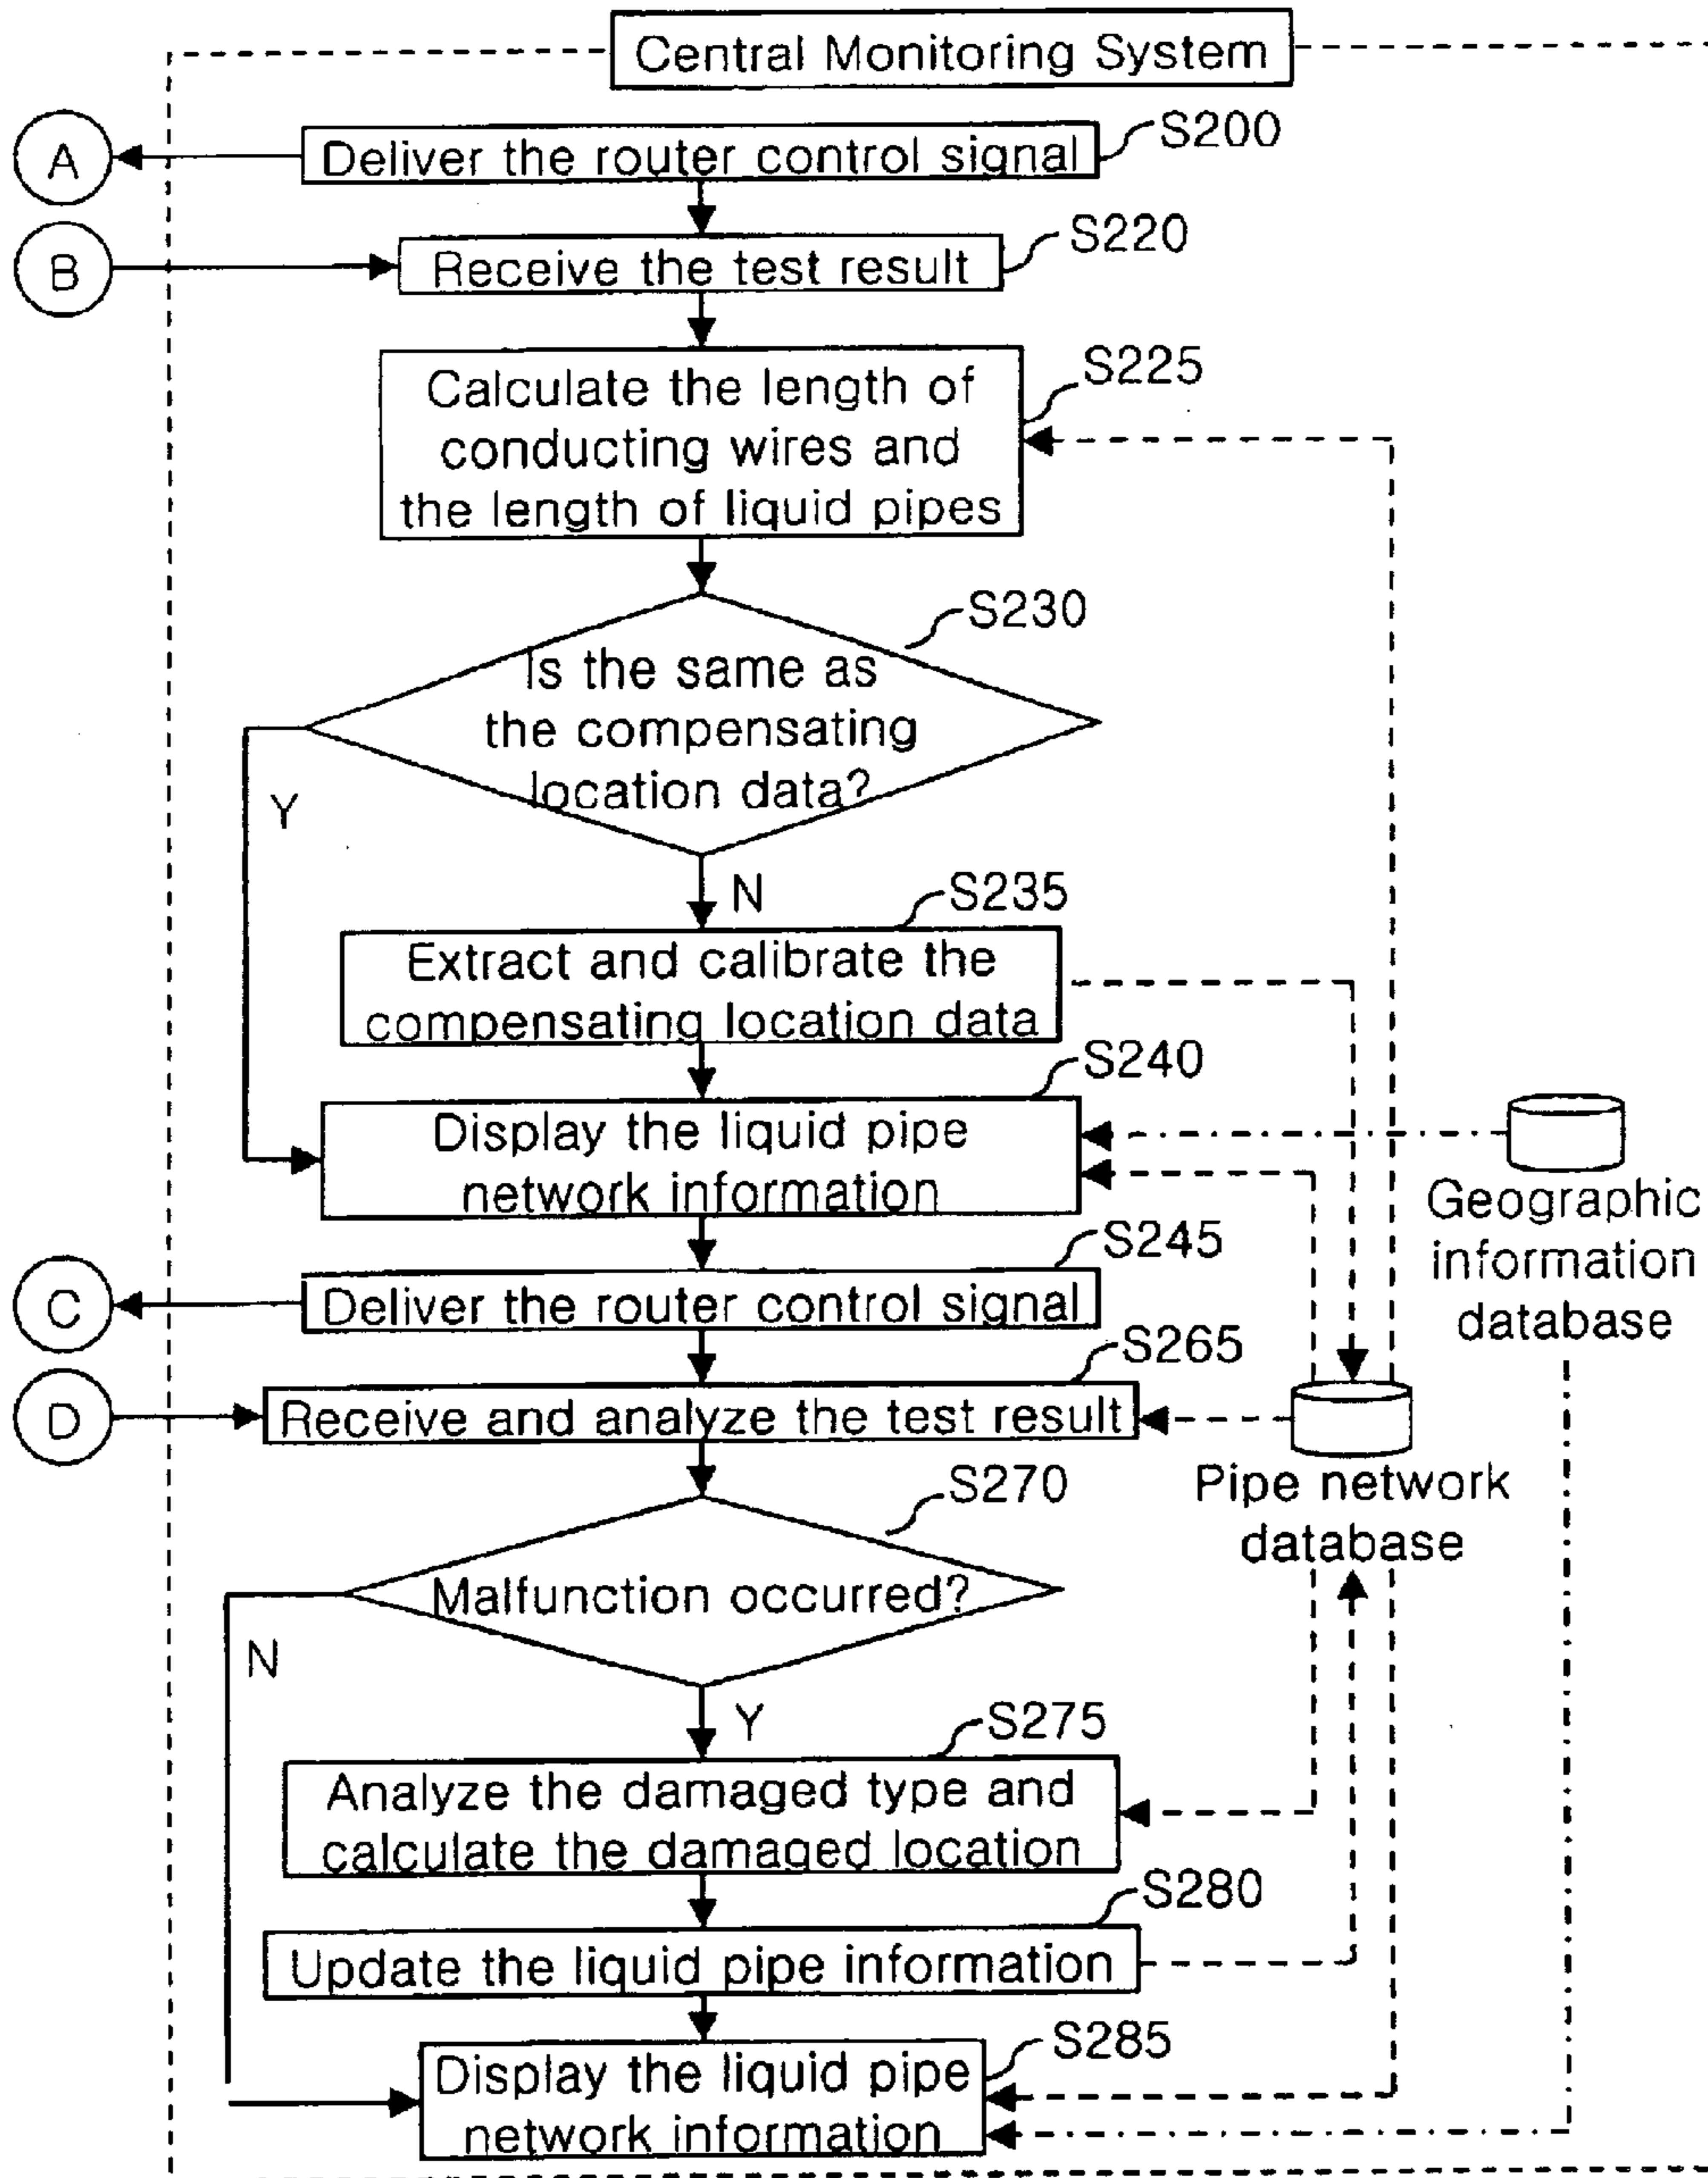 Central Monitoring System
A
Deliver the router control signal
S200
B
Receive the test result
S220
Calculate the length of
conducting wires and
the length of liquid pipes
S225
S230
Is the same as
the compensating
location data?
Y
N
S235
Extract and calibrate the
compensating location data
S240
Display the liquid pipe
network information
Geographic
information
database
S245
C
Deliver the router control signal
S265
D
Receive and analyze the test result
Pipe network
database
S270
Malfunction occurred?
N
Y
S275
Analyze the damaged type and
calculate the damaged location
S280
Update the liquid pipe information
S285
Display the liquid pipe
network information